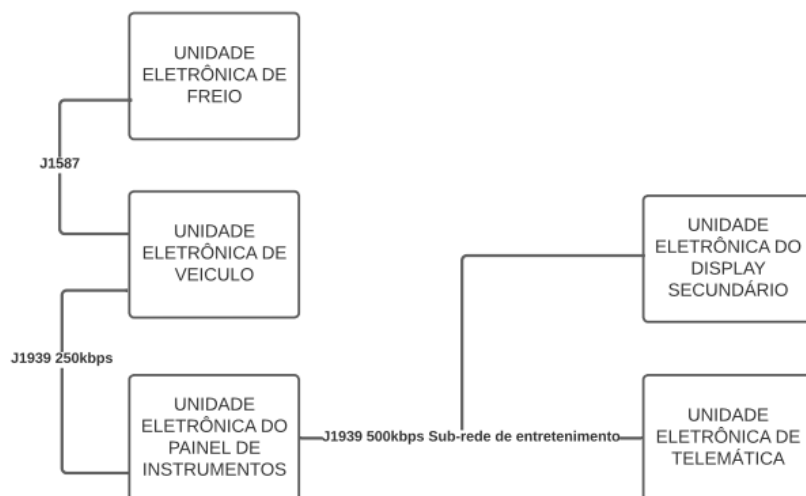 UNIDADE
ELETRÔNICA DE
FREIO
J1587
UNIDADE
ELETRÔNICA DE
VEICULO
UNIDADE
ELETRÔNICA DO
DISPLAY
SECUNDÁRIO
J1939 250kbps
UNIDADE
ELETRÔNICA DO
PAINEL DE
INSTRUMENTOS
J1939 500kbps Sub-rede de entretenimento
UNIDADE
ELETRÔNICA DE
TELEMÁTICA